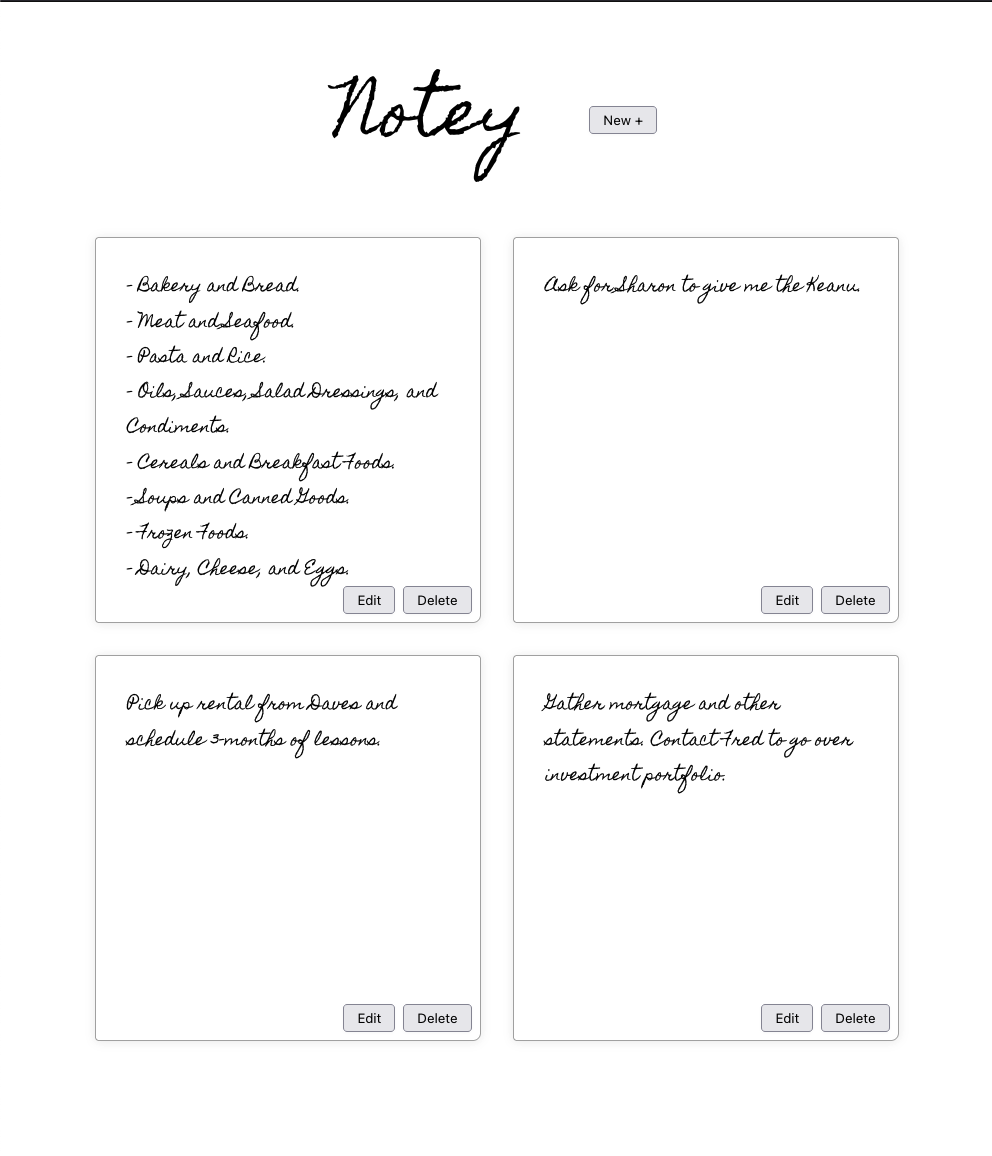 Notey
New +
- Bakery and Bread.
- Meat and Seafood.
- Pasta and Rice.
- Oils, Sauces, Salad Dressings, and
Condiments.
- Cereals and Breakfast Foods.
- Soups and Canned Goods.
- Frozen Foods.
- Dairy, Cheese, and Eggs.
Edit Delete
Ask for Sharon to give me the Keanu.
Edit Delete
Pick up rental from Daves and
schedule 3-months of lessons.
Edit Delete
Gather mortgage and other
statements. Contact Fred to go over
investment portfolio.
Edit Delete